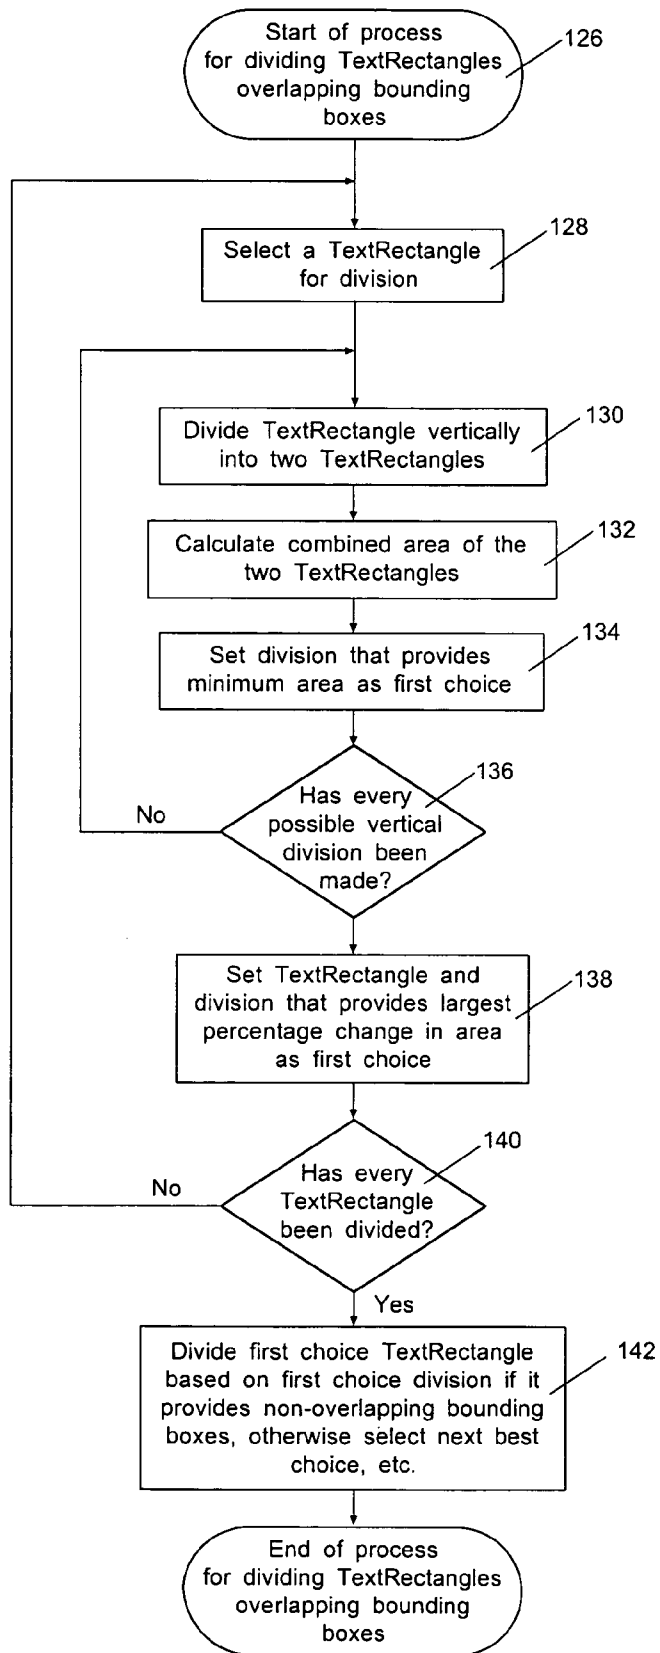 Start of process
for dividing TextRectangles
overlapping bounding
boxes
126
Select a TextRectangle
for division
128
Divide TextRectangle vertically
into two TextRectangles
130
Calculate combined area of the
two TextRectangles
132
Set division that provides
minimum area as first choice
134
Has every
possible vertical
division been
made?
136
No
Set TextRectangle and
division that provides largest
percentage change in area
as first choice
138
Has every
TextRectangle
been divided?
140
No
Yes
Divide first choice TextRectangle
based on first choice division if it
provides non-overlapping bounding
boxes, otherwise select next best
choice, etc.
142
End of process
for dividing TextRectangles
overlapping bounding
boxes